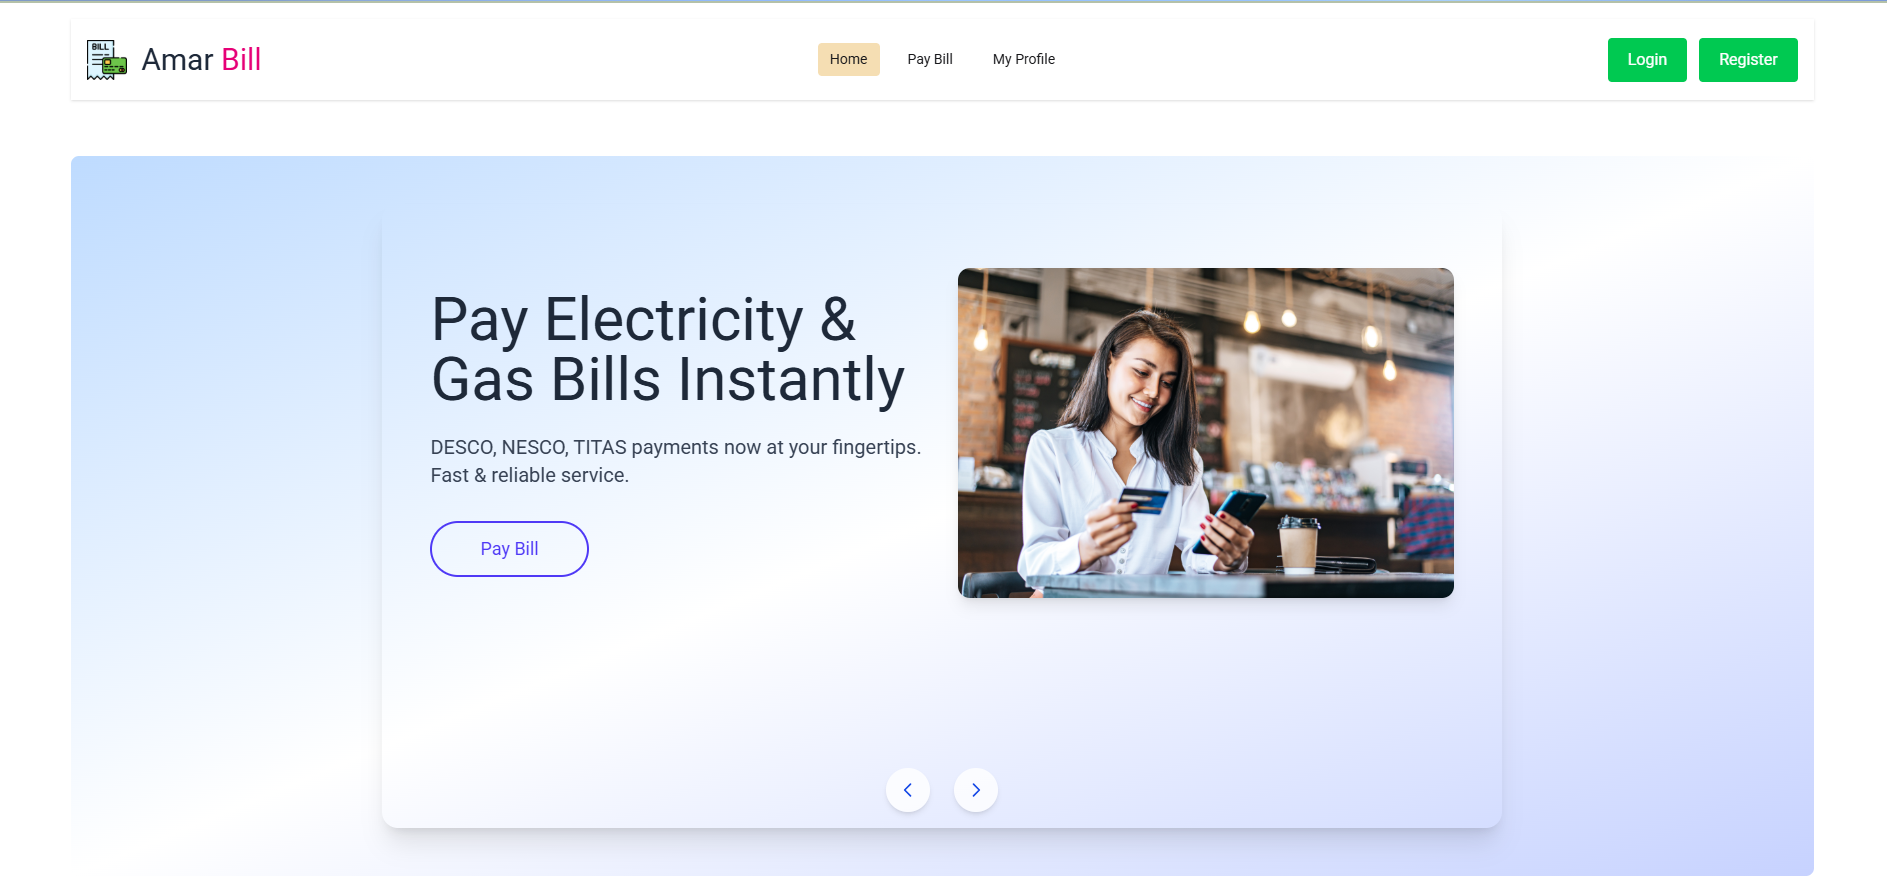 BILL
Amar Bill
Home
Pay Bill
My Profile
Login
Register
Pay Electricity &
Gas Bills Instantly
DESCO, NESCO, TITAS payments now at your fingertips.
Fast & reliable service.
Pay Bill